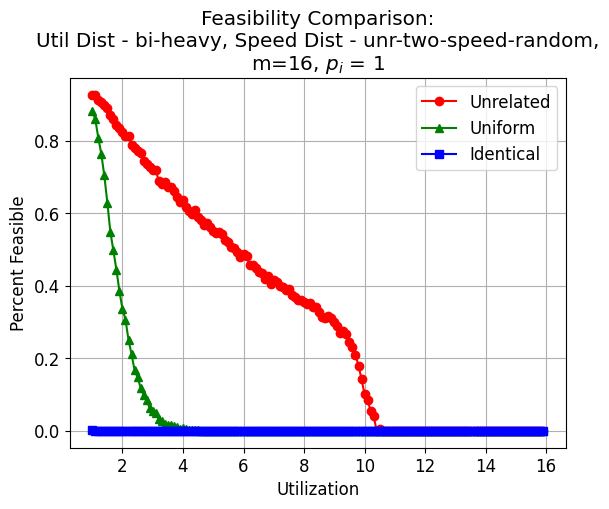 Feasibility Comparison:
Util Dist - bi-heavy, Speed Dist - unr-two-speed-random,
m=16, $p_i$ = 1
Unrelated
Uniform
Identical
Percent Feasible
0.8
0.6
0.4
0.2
0.0
2 4 6 8 10 12 14 16
Utilization